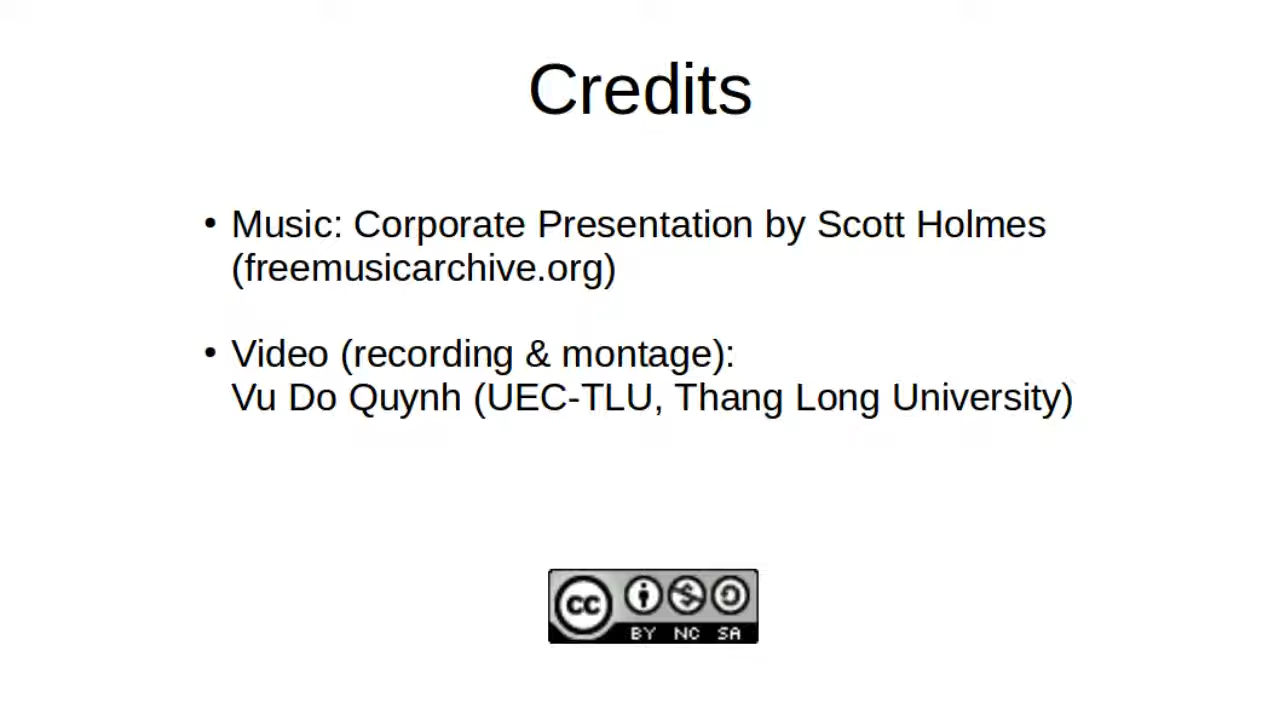 Credits
• Music: Corporate Presentation by Scott Holmes
(freemusicarchive.org)
• Video (recording & montage):
Vu Do Quynh (UEC-TLU, Thang Long University)
CC
BY NC SA